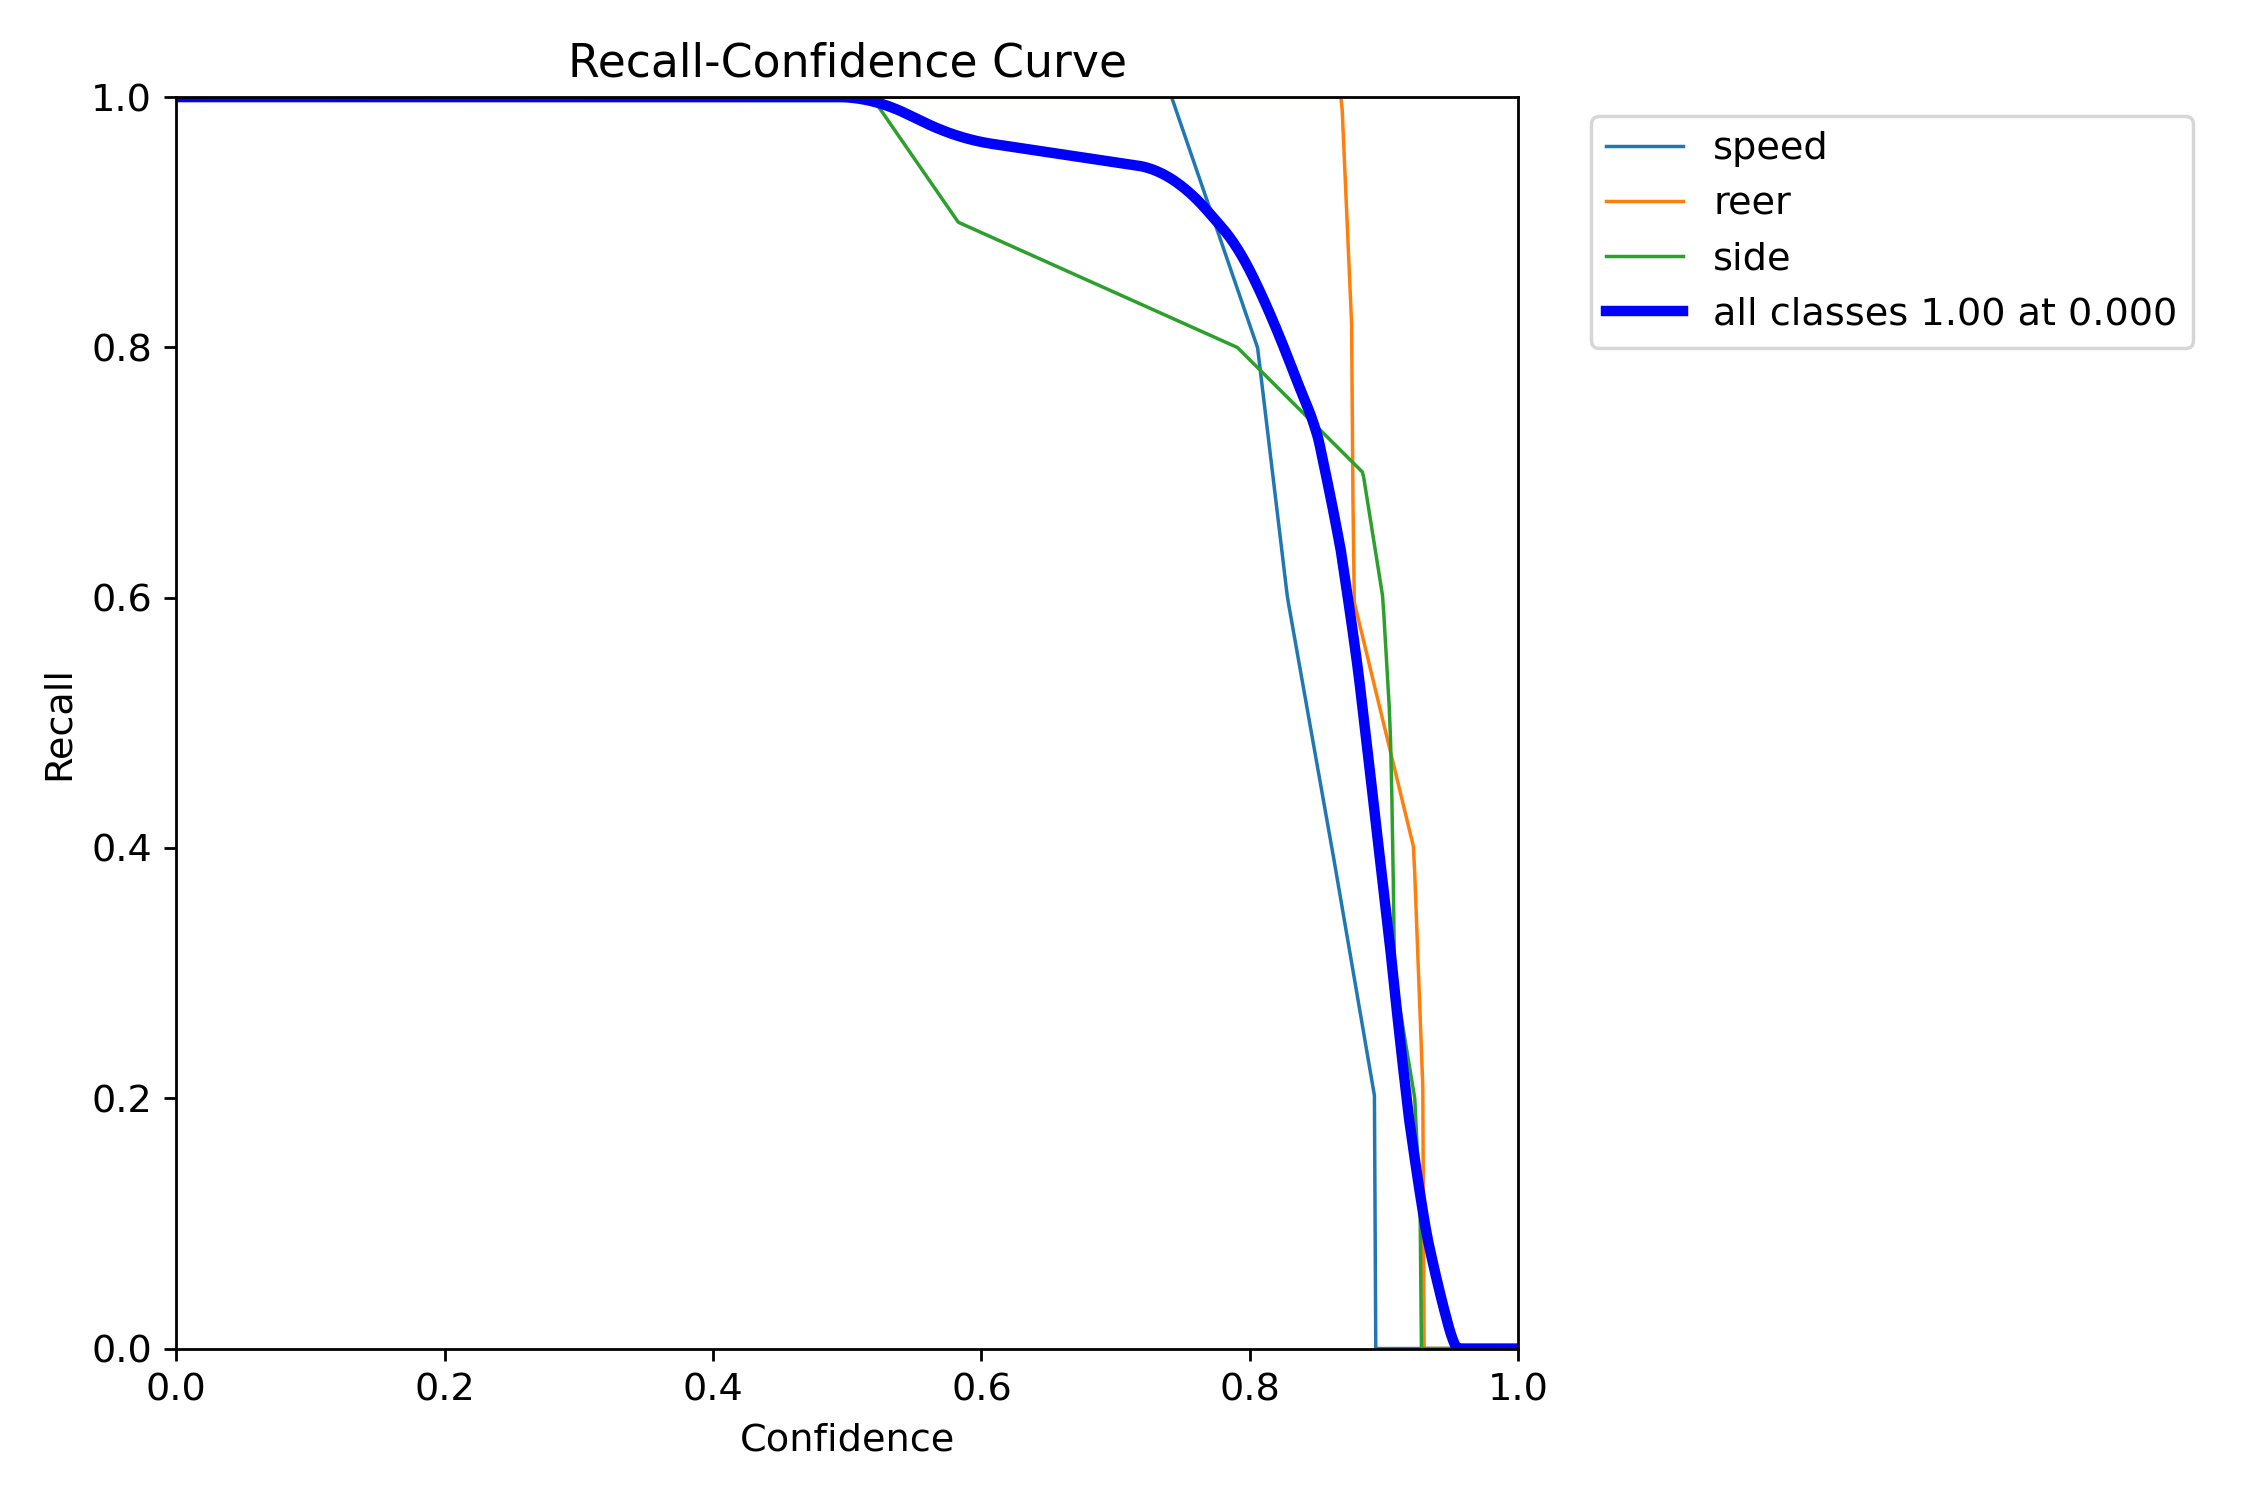 Recall-Confidence Curve
1.0
0.8
0.6
0.4
0.2
0.0
Recall
0.0 0.2 0.4 0.6 0.8 1.0
Confidence
speed
reer
side
all classes 1.00 at 0.000